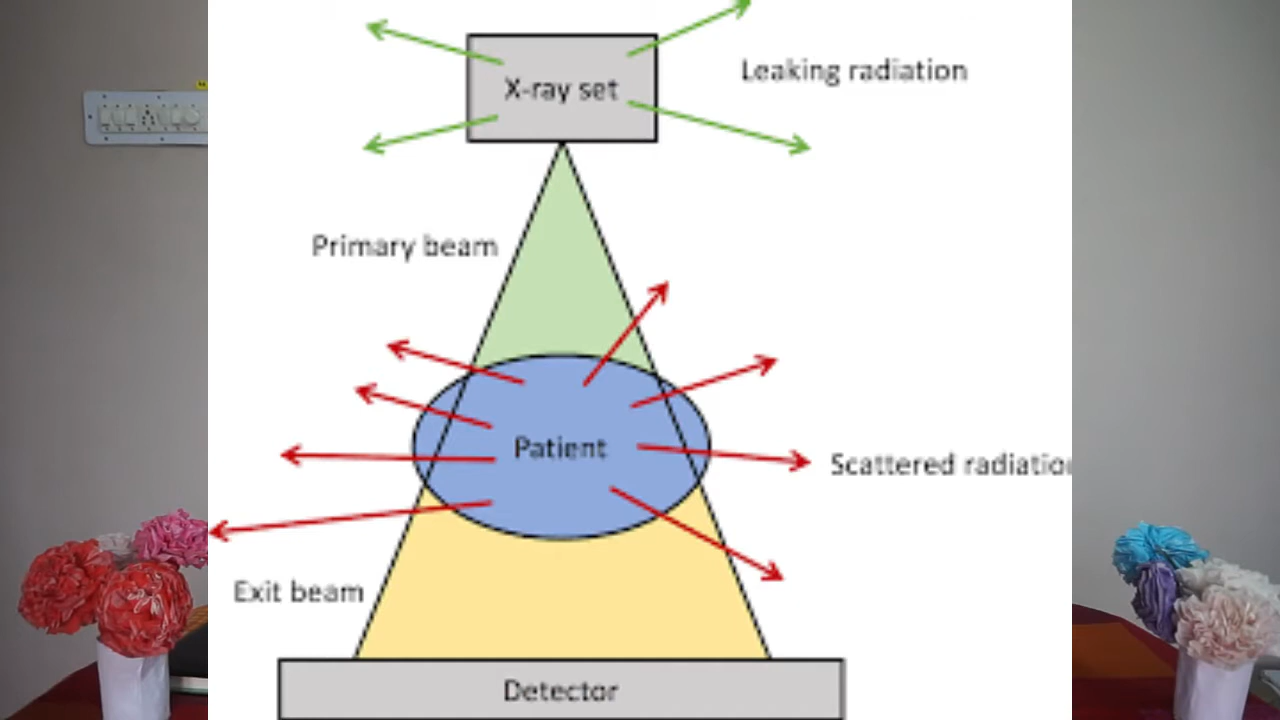 X-ray set
Leaking radiation
Primary beam
Patient
Scattered radiatio
Exit beam
Detector